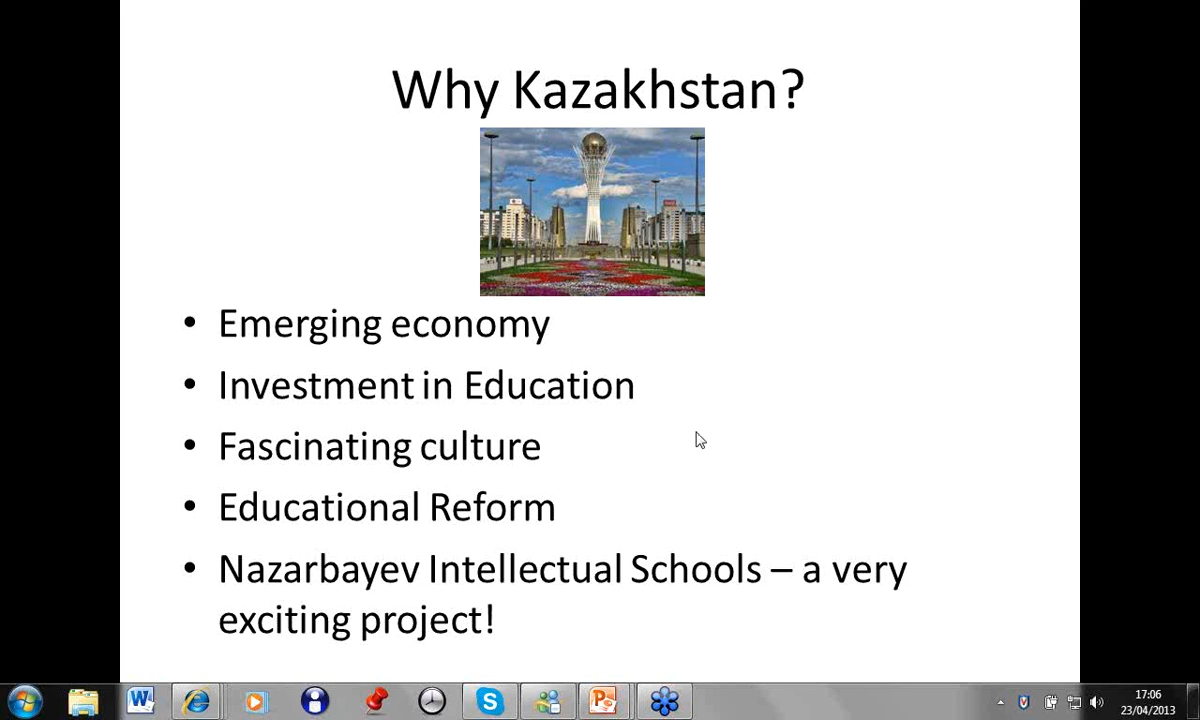 Why Kazakhstan?
• Emerging economy
• Investment in Education
• Fascinating culture
• Educational Reform
• Nazarbayev Intellectual Schools – a very
exciting project!
17:06
23/04/2013